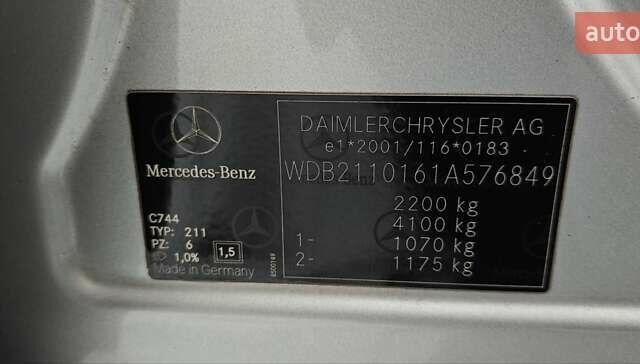 auto
DAIMLERCHRYSLER AG
e1*2001/116*0183
WDB2110161A576849
Mercedes-Benz
2200 kg
4100 kg
1- 1070 kg
2- 1175 kg
C744
TYP: 211
PZ: 6
1,0% 1,5
Made in Germany